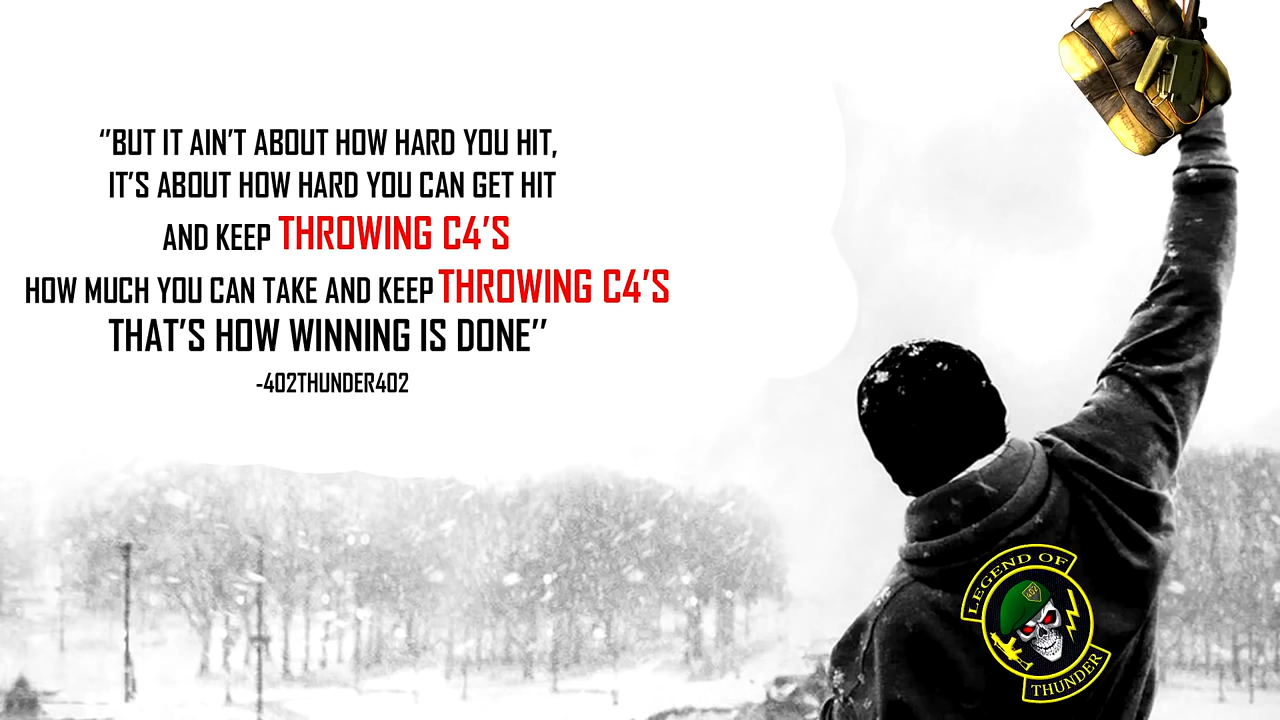 ‘’BUT IT AIN’T ABOUT HOW HARD YOU HIT,
IT’S ABOUT HOW HARD YOU CAN GET HIT
AND KEEP THROWING C4’S
HOW MUCH YOU CAN TAKE AND KEEP THROWING C4’S
THAT’S HOW WINNING IS DONE’’
-402THUNDER402
LEGEND OF
402
THUNDER